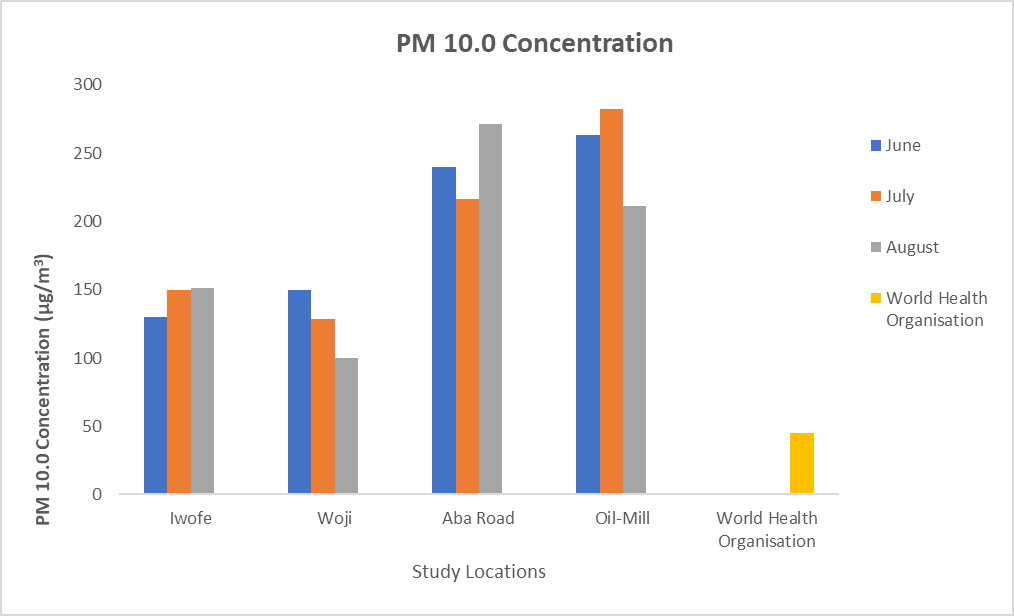 PM 10.0 Concentration
PM 10.0 Concentration (µg/m³)
300
250
200
150
100
50
0
Iwofe
Woji
Aba Road
Oil-Mill
World Health
Organisation
Study Locations
June
July
August
World Health
Organisation